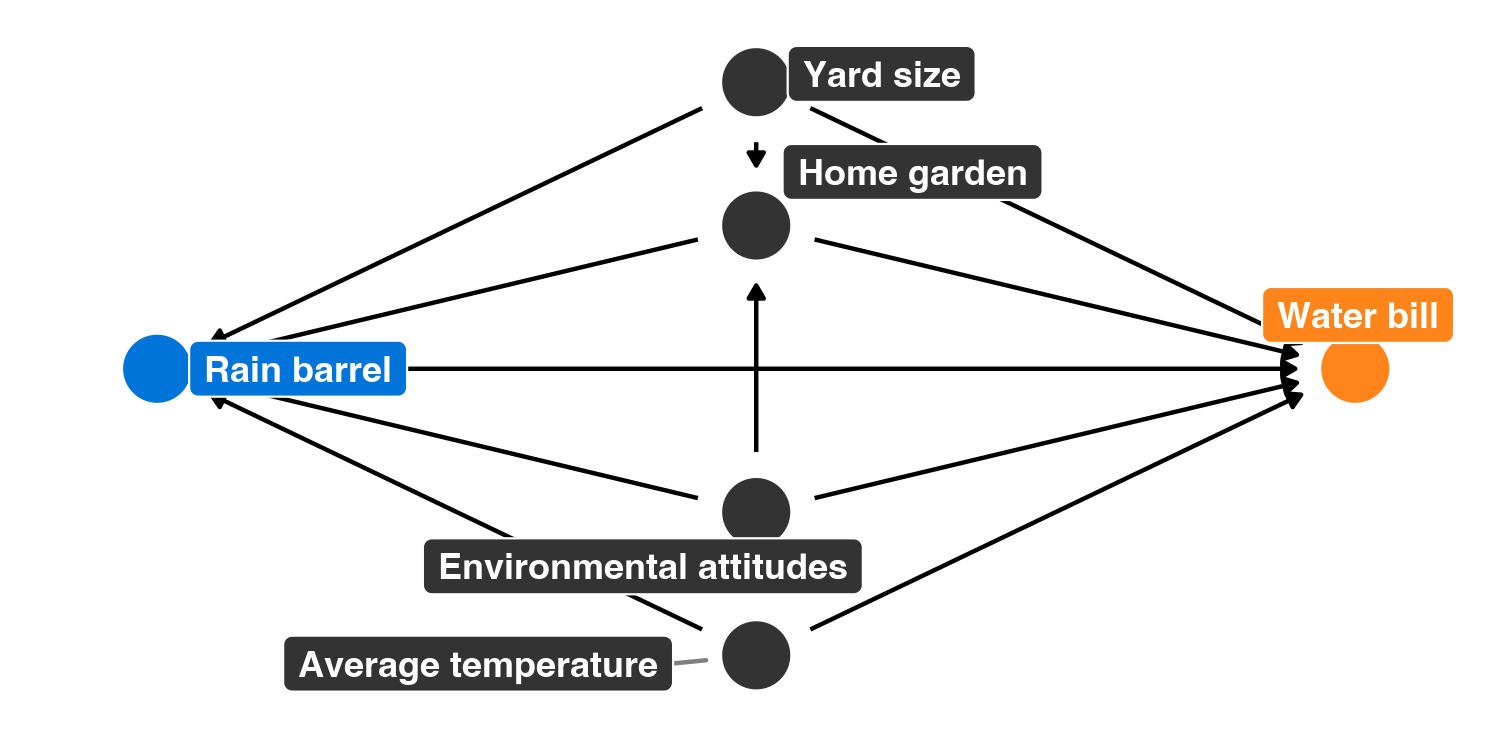 Yard size
Home garden
Water bill
Rain barrel
Environmental attitudes
Average temperature